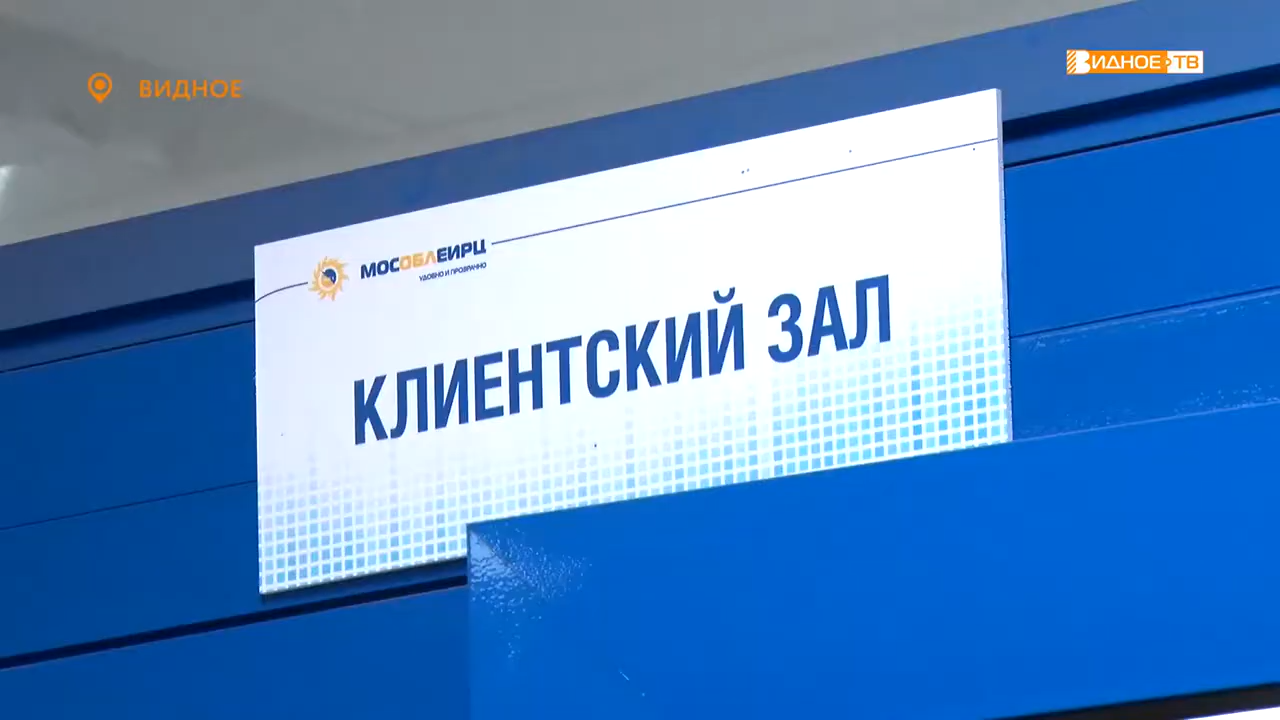 ВИДНОЕ
ВИДНОЕ ТВ
МОСОБЛЕИРЦ
УДОБНО И ПРОЗРАЧНО
КЛИЕНТСКИЙ ЗАЛ